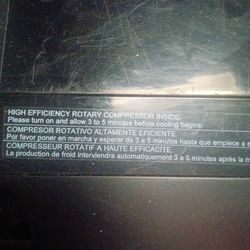 HIGH EFFICIENCY ROTARY COMPRESSOR INSIDE.
Please turn on and allow 3 to 5 minutes before cooling begins.
COMPRESOR ROTATIVO ALTAMENTE EFICIENTE.
Por favor poner en marcha y esperar de 3 a 5 minutos hasta que empiece a e
COMPRESSEUR ROTATIF A HAUTE EFFICACITE.
La production de froid interviendra automatiquement 3 a 5 minutes après la m